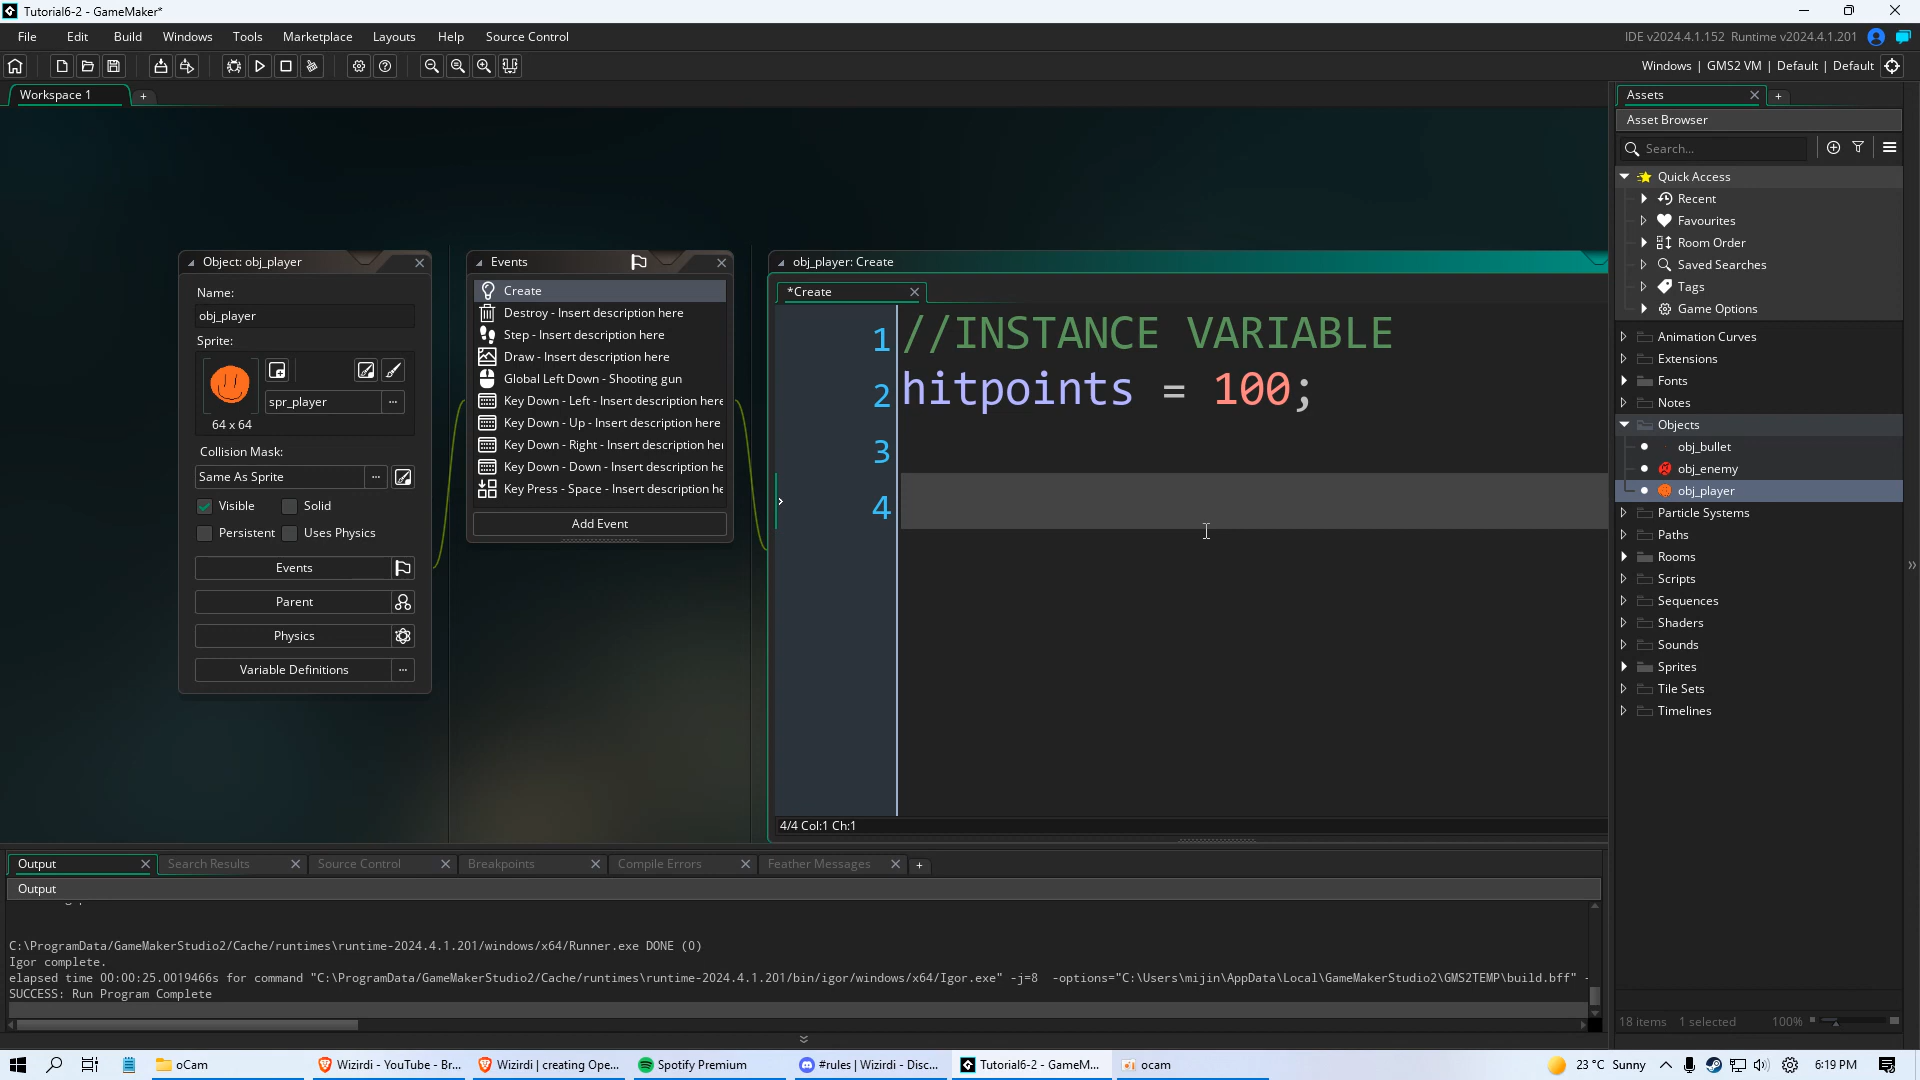 Tutorial6-2 - GameMaker*
File Edit Build Windows Tools Marketplace Layouts Help Source Control
IDE v2024.4.1.152 Runtime v2024.4.1.201
Windows | GMS2 VM | Default | Default
Workspace 1
Object: obj_player
Name:
obj_player
Sprite:
spr_player
64 x 64
Collision Mask:
Same As Sprite
Visible Solid
Persistent Uses Physics
Events
Parent
Physics
Variable Definitions
Events
Create
Destroy - Insert description here
Step - Insert description here
Draw - Insert description here
Global Left Down - Shooting gun
Key Down - Left - Insert description here
Key Down - Up - Insert description here
Key Down - Right - Insert description her
Key Down - Down - Insert description he
Key Press - Space - Insert description he
Add Event
obj_player: Create
*Create
1 //INSTANCE VARIABLE
2 hitpoints = 100;
3
4
4/4 Col:1 Ch:1
Assets
Asset Browser
Search...
Quick Access
Recent
Favourites
Room Order
Saved Searches
Tags
Game Options
Animation Curves
Extensions
Fonts
Notes
Objects
obj_bullet
obj_enemy
obj_player
Particle Systems
Paths
Rooms
Scripts
Sequences
Shaders
Sounds
Sprites
Tile Sets
Timelines
18 items 1 selected 100%
Output Search Results Source Control Breakpoints Compile Errors Feather Messages
Output
C:\ProgramData/GameMakerStudio2/Cache/runtimes\runtime-2024.4.1.201/windows/x64/Runner.exe DONE (0)
Igor complete.
elapsed time 00:00:25.0019466s for command "C:\ProgramData/GameMakerStudio2/Cache/runtimes\runtime-2024.4.1.201/bin/igor/windows/x64/Igor.exe" -j=8 -options="C:\Users\mijin\AppData\Local\GameMakerStudio2\GMS2TEMP\build.bff" -
SUCCESS: Run Program Complete
oCam Wizirdi - YouTube - Br... Wizirdi | creating Ope... Spotify Premium #rules | Wizirdi - Disc... Tutorial6-2 - GameM... ocam 23 °C Sunny 6:19 PM